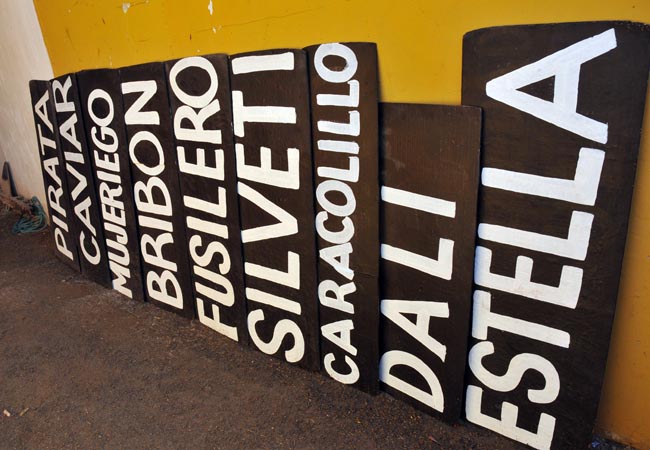 PIRATA
CAVIAR
MUJERIEGO
BRIBON
FUSILERO
SILVETI
CARACOLILLO
DALI
ESTELLA